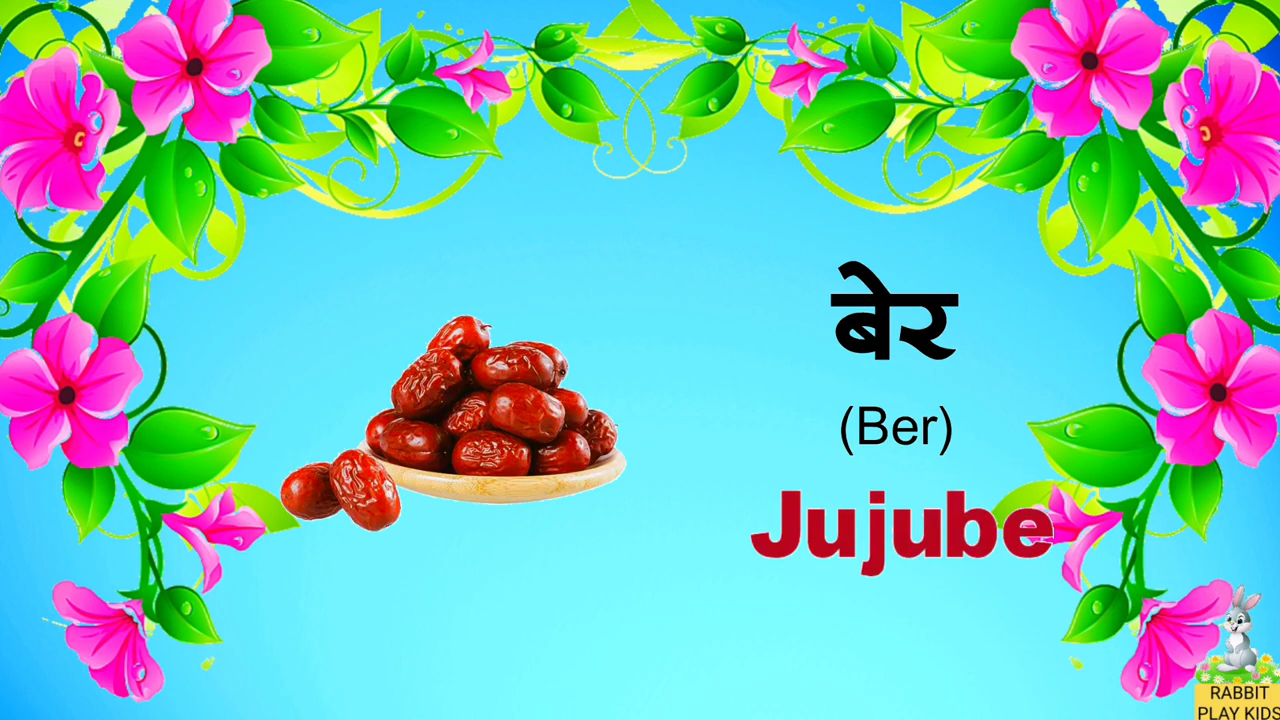 बेर
(Ber)
Jujube
RABBIT
PLAY KIDS